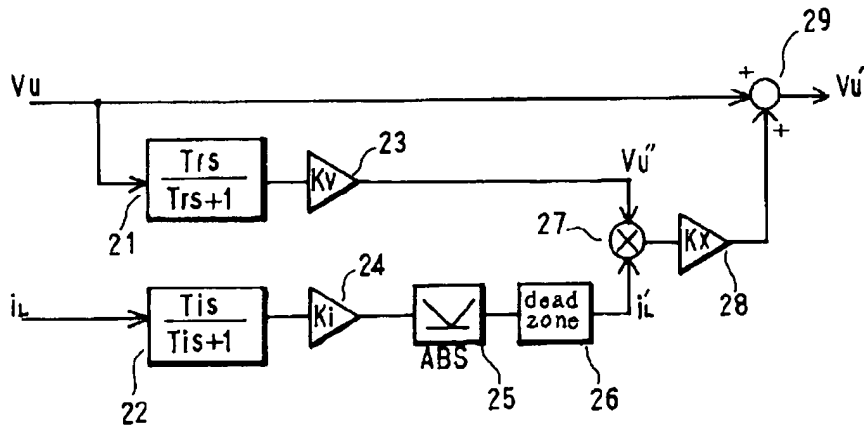 29
Vu
+
Vu′
+
Trs
Trs+1
21
Kv
23
Vu″
27
Kx
28
iL
Tis
Tis+1
22
Ki
24
ABS
25
dead
zone
26
iL′